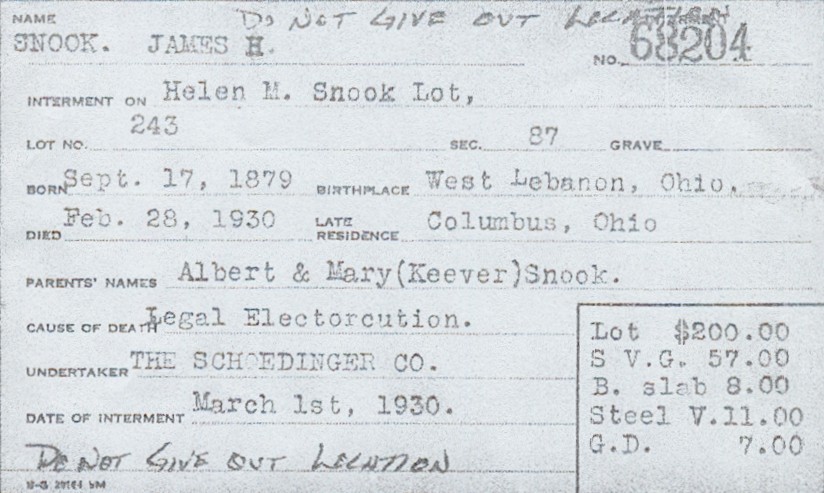 DO NOT GIVE OUT LOCATION
NAME
SNOOK. JAMES H.
NO. 68204
INTERMENT ON Helen M. Snook Lot,
LOT NO. 243 SEC. 87 GRAVE
BORN Sept. 17, 1879 BIRTHPLACE West Lebanon, Ohio.
DIED Feb. 28, 1930 LATE RESIDENCE Columbus, Ohio
PARENTS' NAMES Albert & Mary(Keever)Snook.
CAUSE OF DEATH Legal Electorcution.
UNDERTAKER THE SCHOEDINGER CO.
DATE OF INTERMENT March 1st, 1930.
Lot $200.00
S V.G. 57.00
B. slab 8.00
Steel V.11.00
G.D. 7.00
DO NOT GIVE OUT LOCATION